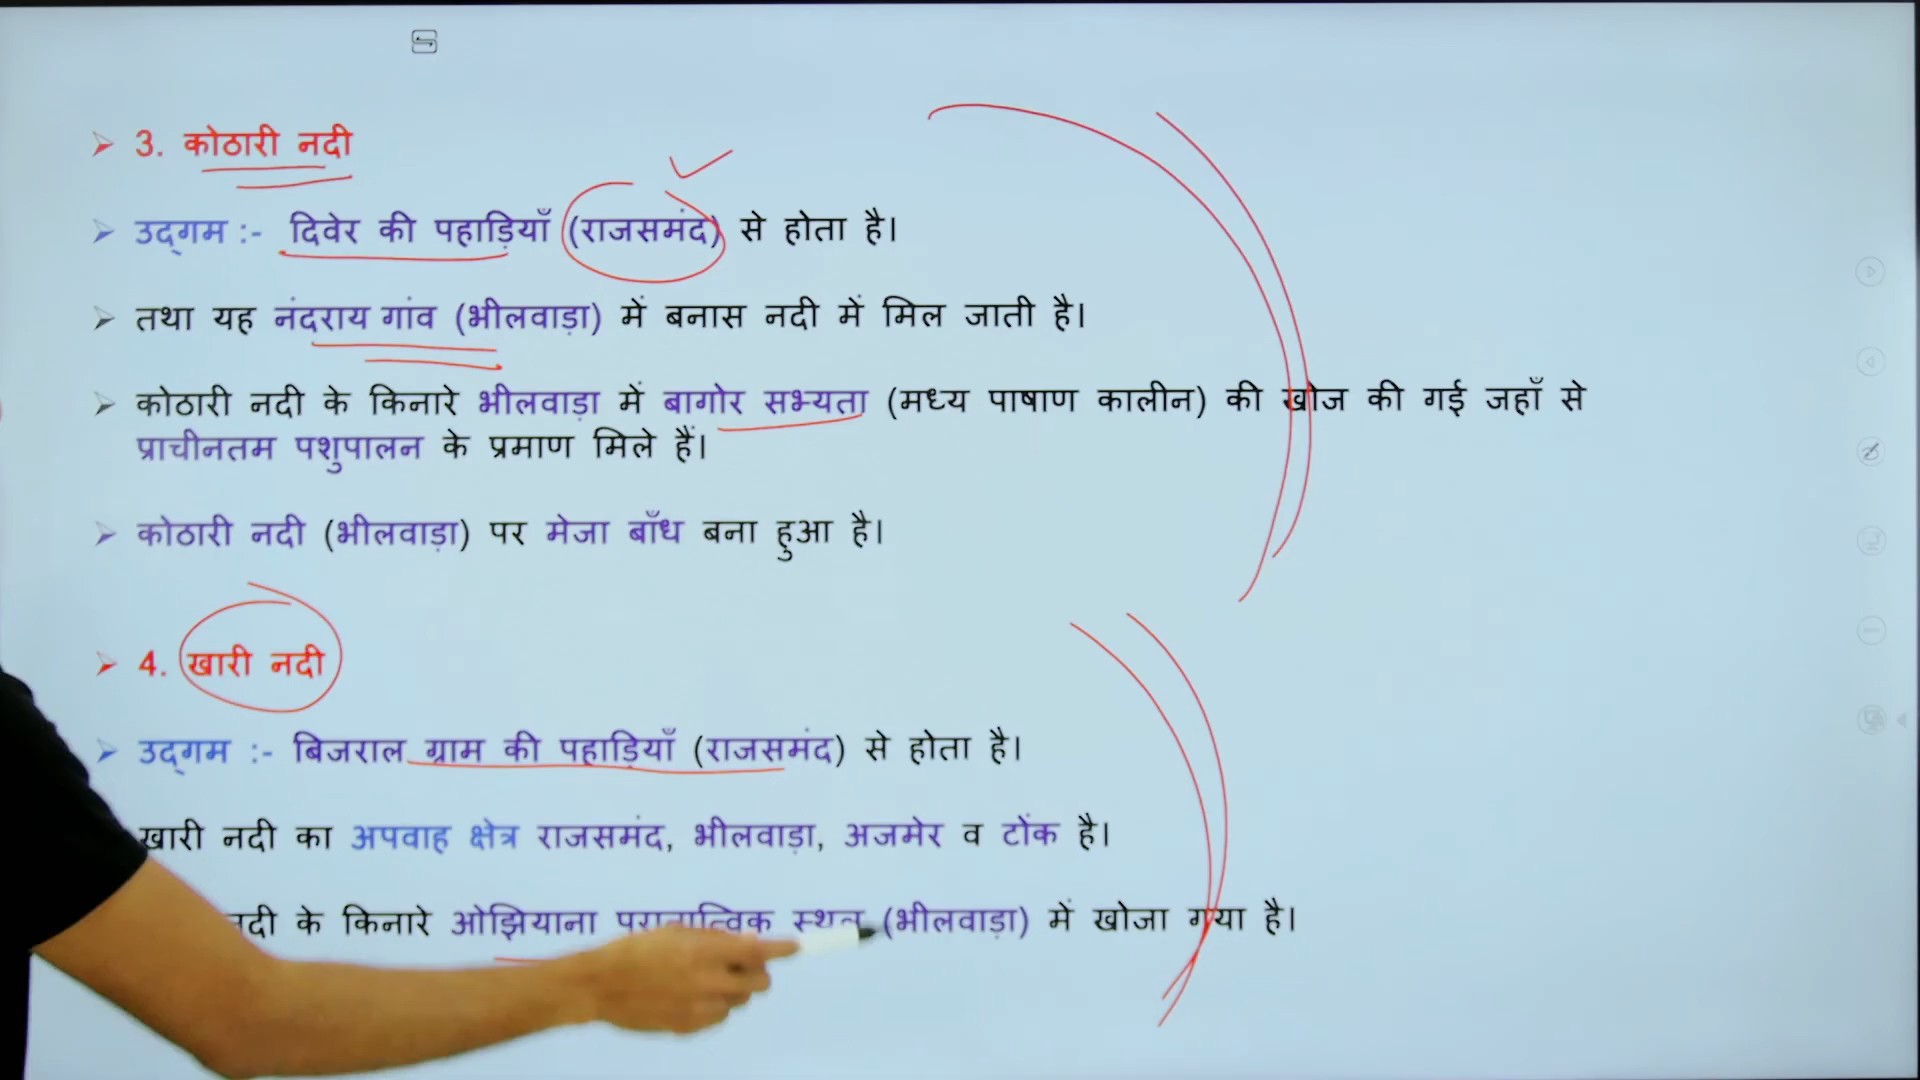 3. कोठारी नदी
उद्गम :- दिवेर की पहाड़ियाँ (राजसमंद) से होता है।
तथा यह नंदराय गांव (भीलवाड़ा) में बनास नदी में मिल जाती है।
कोठारी नदी के किनारे भीलवाड़ा में बागोर सभ्यता (मध्य पाषाण कालीन) की खोज की गई जहाँ से
प्राचीनतम पशुपालन के प्रमाण मिले हैं।
कोठारी नदी (भीलवाड़ा) पर मेजा बाँध बना हुआ है।
4. खारी नदी
उद्गम :- बिजराल ग्राम की पहाड़ियाँ (राजसमंद) से होता है।
खारी नदी का अपवाह क्षेत्र राजसमंद, भीलवाड़ा, अजमेर व टोंक है।
नदी के किनारे ओझियाना स्थल (भीलवाड़ा) में खोजा गया है।